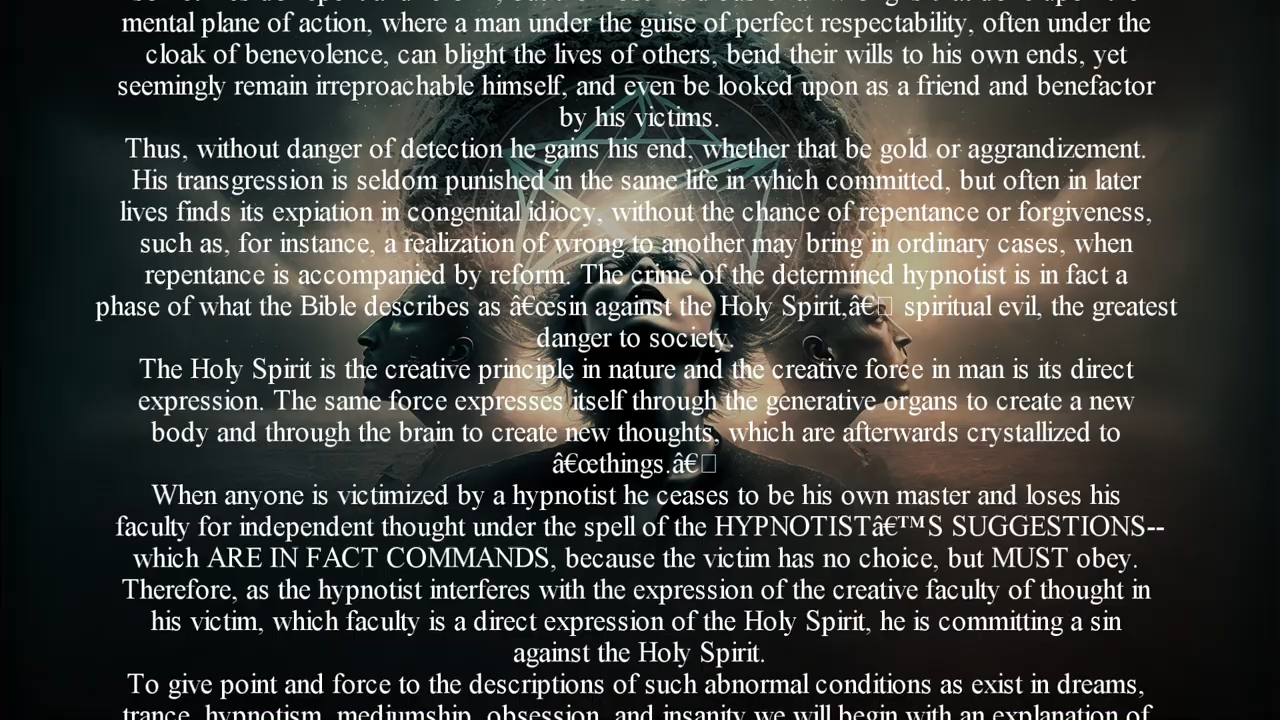 mental plane of action, where a man under the guise of perfect respectability, often under the
cloak of benevolence, can blight the lives of others, bend their wills to his own ends, yet
seemingly remain irreproachable himself, and even be looked upon as a friend and benefactor
by his victims.
Thus, without danger of detection he gains his end, whether that be gold or aggrandizement.
His transgression is seldom punished in the same life in which committed, but often in later
lives finds its expiation in congenital idiocy, without the chance of repentance or forgiveness,
such as, for instance, a realization of wrong to another may bring in ordinary cases, when
repentance is accompanied by reform. The crime of the determined hypnotist is in fact a
phase of what the Bible describes as â€œsin against the Holy Spirit,â€□ spiritual evil, the greatest
danger to society.
The Holy Spirit is the creative principle in nature and the creative force in man is its direct
expression. The same force expresses itself through the generative organs to create a new
body and through the brain to create new thoughts, which are afterwards crystallized to
â€œthings.â€□
When anyone is victimized by a hypnotist he ceases to be his own master and loses his
faculty for independent thought under the spell of the HYPNOTISTâ€™S SUGGESTIONS--
which ARE IN FACT COMMANDS, because the victim has no choice, but MUST obey.
Therefore, as the hypnotist interferes with the expression of the creative faculty of thought in
his victim, which faculty is a direct expression of the Holy Spirit, he is committing a sin
against the Holy Spirit.
To give point and force to the descriptions of such abnormal conditions as exist in dreams,
trance, hypnotism, mediumship, obsession, and insanity we will begin with an explanation of